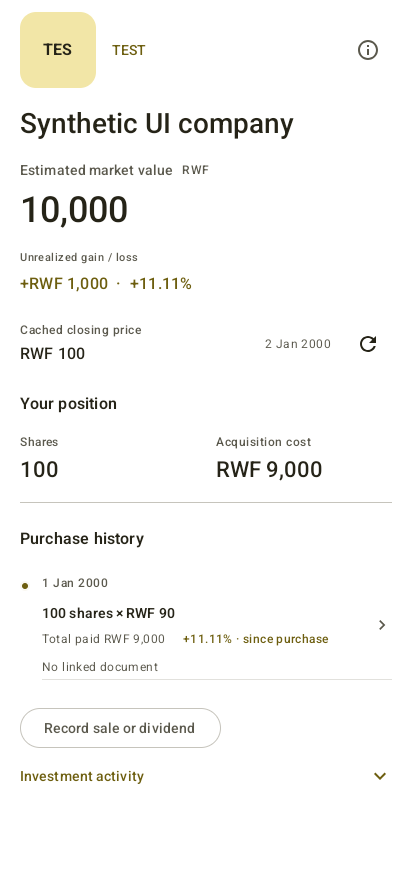 TES
TEST
Synthetic UI company
Estimated market value RWF
10,000
Unrealized gain / loss
+RWF 1,000 · +11.11%
Cached closing price
RWF 100
2 Jan 2000
Your position
Shares
100
Acquisition cost
RWF 9,000
Purchase history
1 Jan 2000
100 shares × RWF 90
Total paid RWF 9,000 +11.11% · since purchase
No linked document
Record sale or dividend
Investment activity